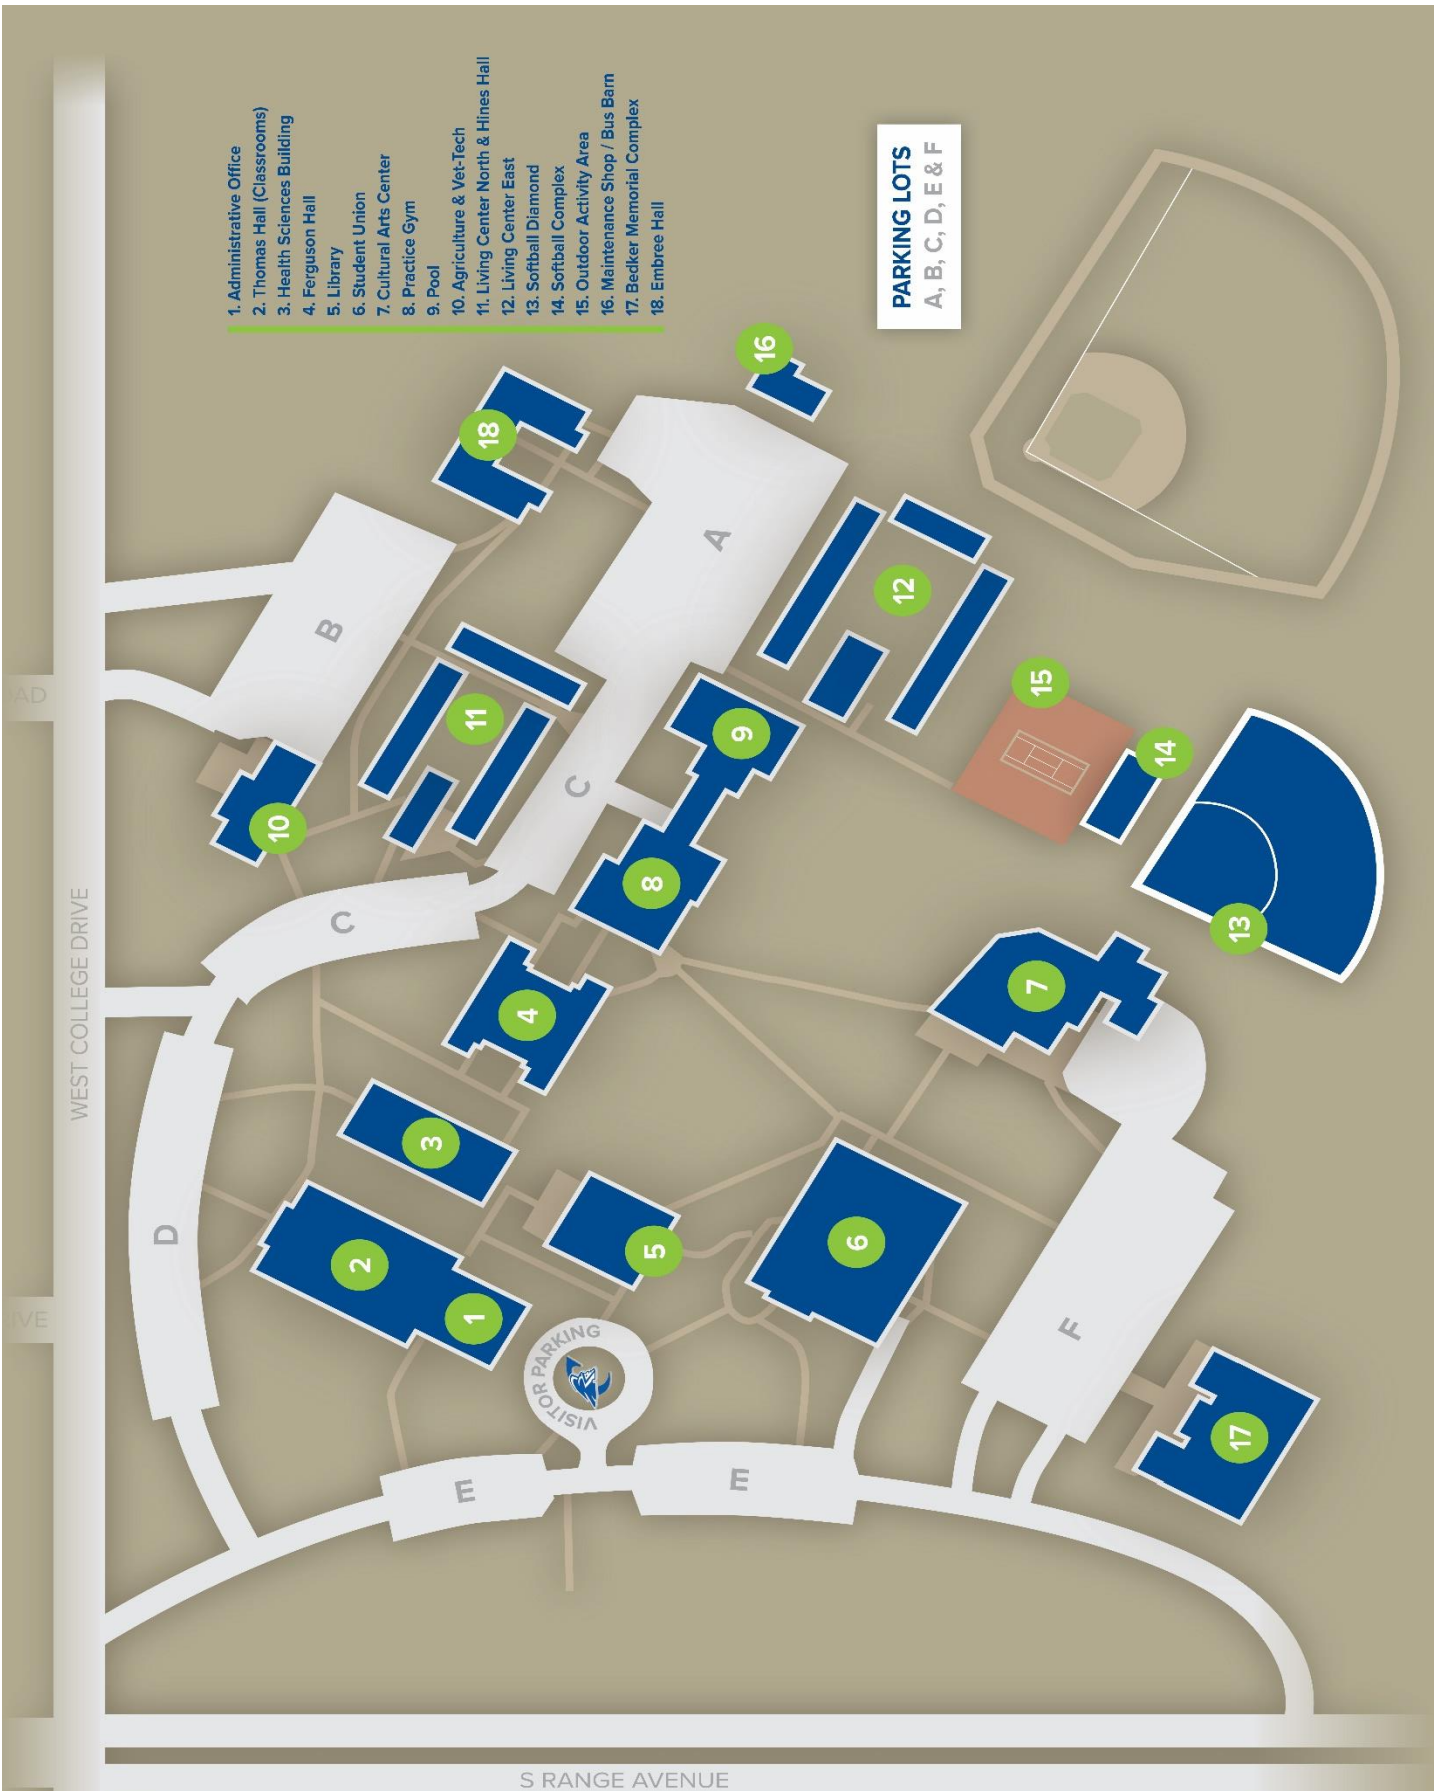 1. Administrative Office
2. Thomas Hall (Classrooms)
3. Health Sciences Building
4. Ferguson Hall
5. Library
6. Student Union
7. Cultural Arts Center
8. Practice Gym
9. Pool
10. Agriculture & Vet-Tech
11. Living Center North & Hines Hall
12. Living Center East
13. Softball Diamond
14. Softball Complex
15. Outdoor Activity Area
16. Maintenance Shop / Bus Barn
17. Bedker Memorial Complex
18. Embree Hall
PARKING LOTS
A, B, C, D, E & F
WEST COLLEGE DRIVE
S RANGE AVENUE
VISITOR PARKING
OAD
IVE
A
B
C
C
D
E
E
F
1
2
3
4
5
6
7
8
9
10
11
12
13
14
15
16
17
18